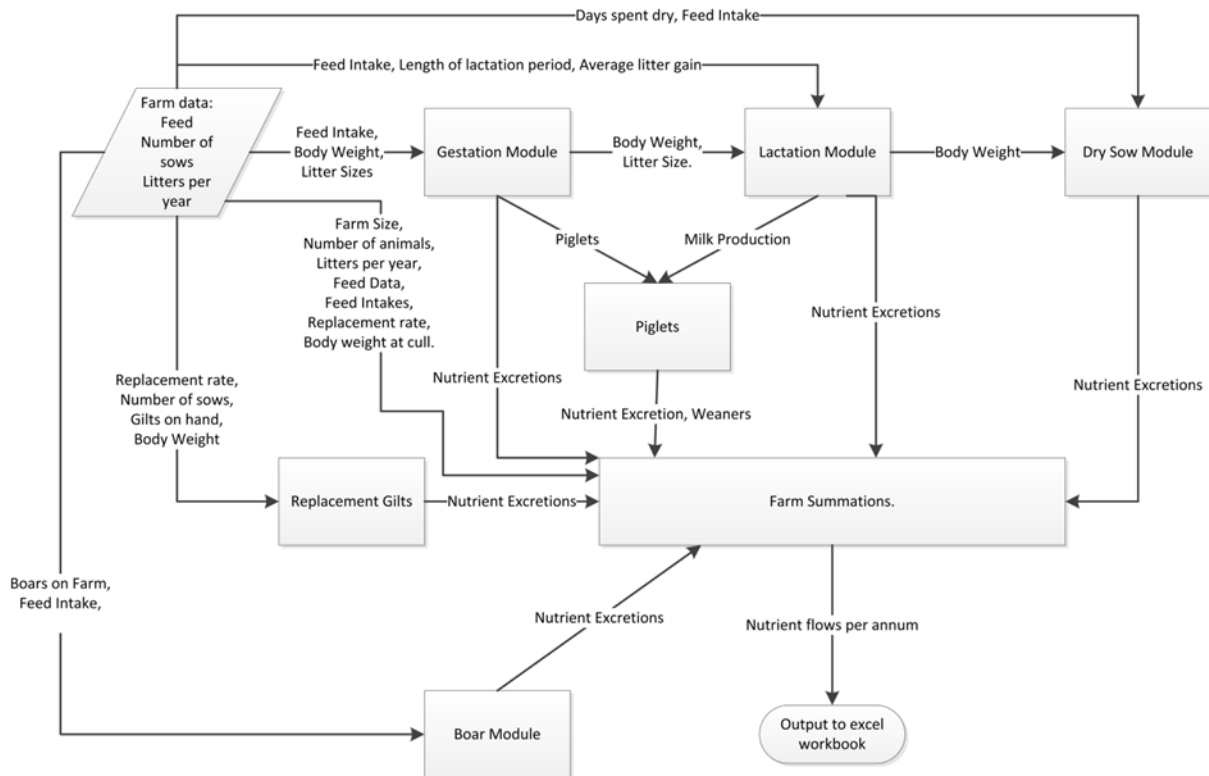 Days spent dry, Feed Intake
Feed Intake, Length of lactation period, Average litter gain
Farm data:
Feed
Number of
sows
Litters per
year
Feed Intake,
Body Weight,
Litter Sizes
Gestation Module
Body Weight,
Litter Size.
Lactation Module
Body Weight
Dry Sow Module
Farm Size,
Number of animals,
Litters per year,
Feed Data,
Feed Intakes,
Replacement rate,
Body weight at cull.
Piglets
Milk Production
Piglets
Nutrient Excretions
Nutrient Excretions
Nutrient Excretions
Replacement rate,
Number of sows,
Gilts on hand,
Body Weight
Nutrient Excretion, Weaners
Replacement Gilts
Nutrient Excretions
Farm Summations.
Boars on Farm,
Feed Intake,
Nutrient Excretions
Nutrient flows per annum
Boar Module
Output to excel
workbook